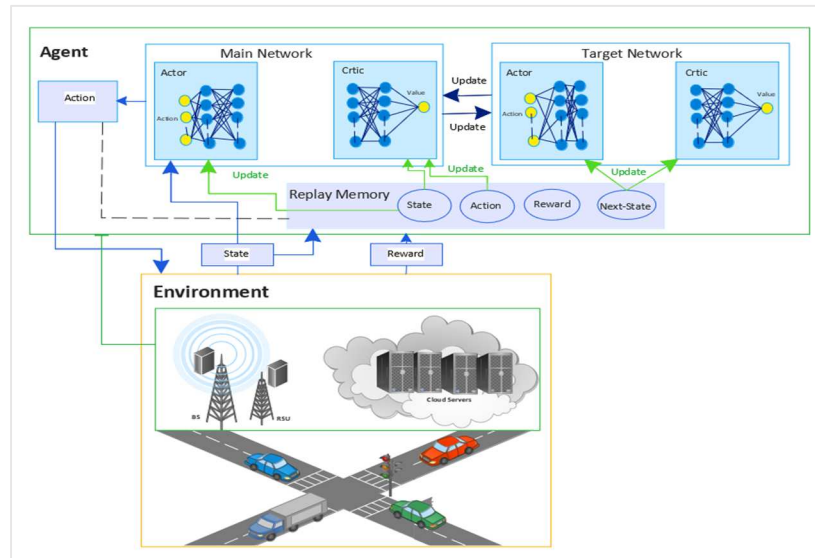 Agent
Main Network
Target Network
Actor
Crtic
Actor
Crtic
Action
Action
Value
Update
Update
Action
Value
Update
Update
Replay Memory
State
Action
Reward
Next-State
State
Reward
Environment
BS
RSU
Cloud Servers